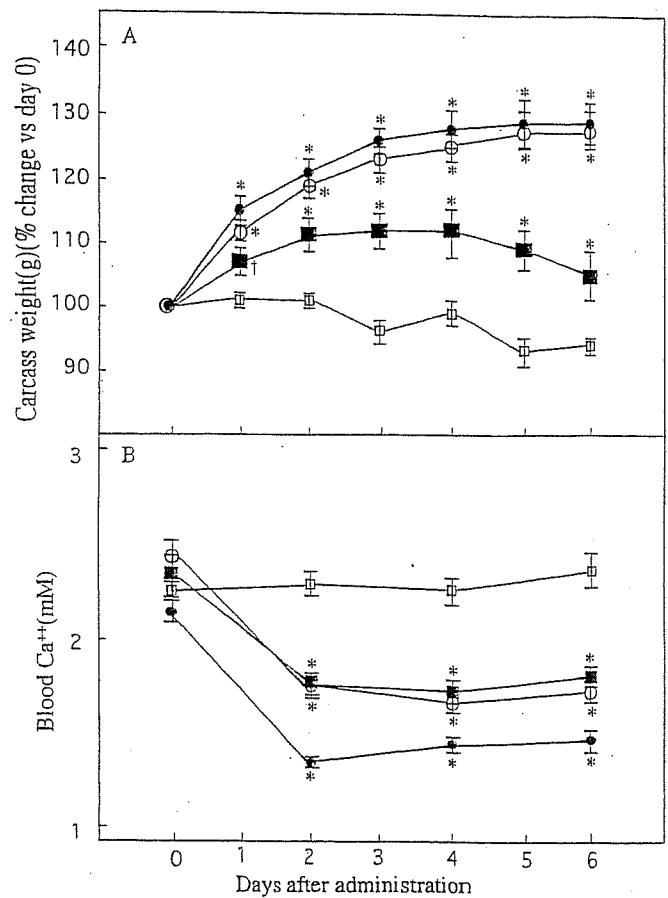 A
140
130
120
110
100
90
Carcass weight(g)(% change vs day 0)
* * * * * *
* * * * * *
† * * * * *
B
3
2
1
Blood Ca⁺⁺(mM)
* * *
* * *
* * *
0 1 2 3 4 5 6
Days after administration